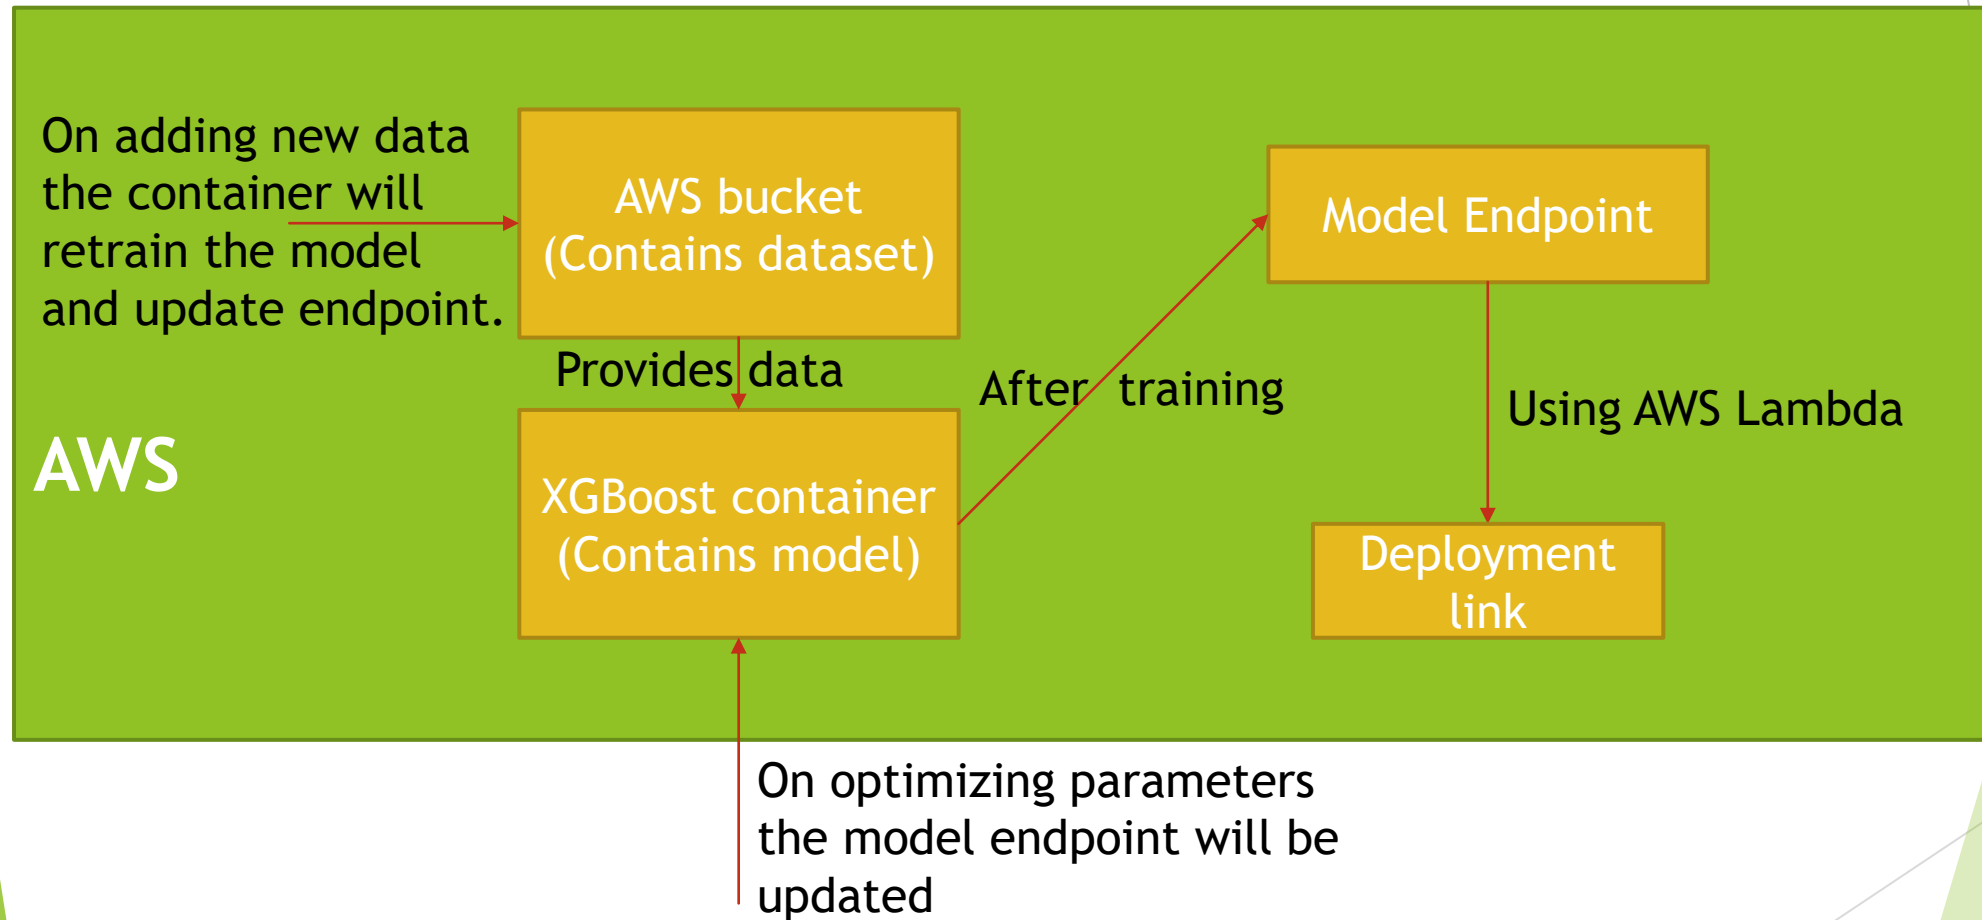 On adding new data
the container will
retrain the model
and update endpoint.
AWS
AWS bucket
(Contains dataset)
Provides data
XGBoost container
(Contains model)
After  training
Model Endpoint
Using AWS Lambda
Deployment
link
On optimizing parameters
the model endpoint will be
updated